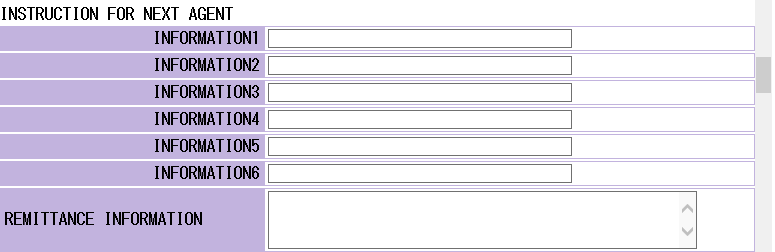 INSTRUCTION FOR NEXT AGENT
INFORMATION1
INFORMATION2
INFORMATION3
INFORMATION4
INFORMATION5
INFORMATION6
REMITTANCE INFORMATION